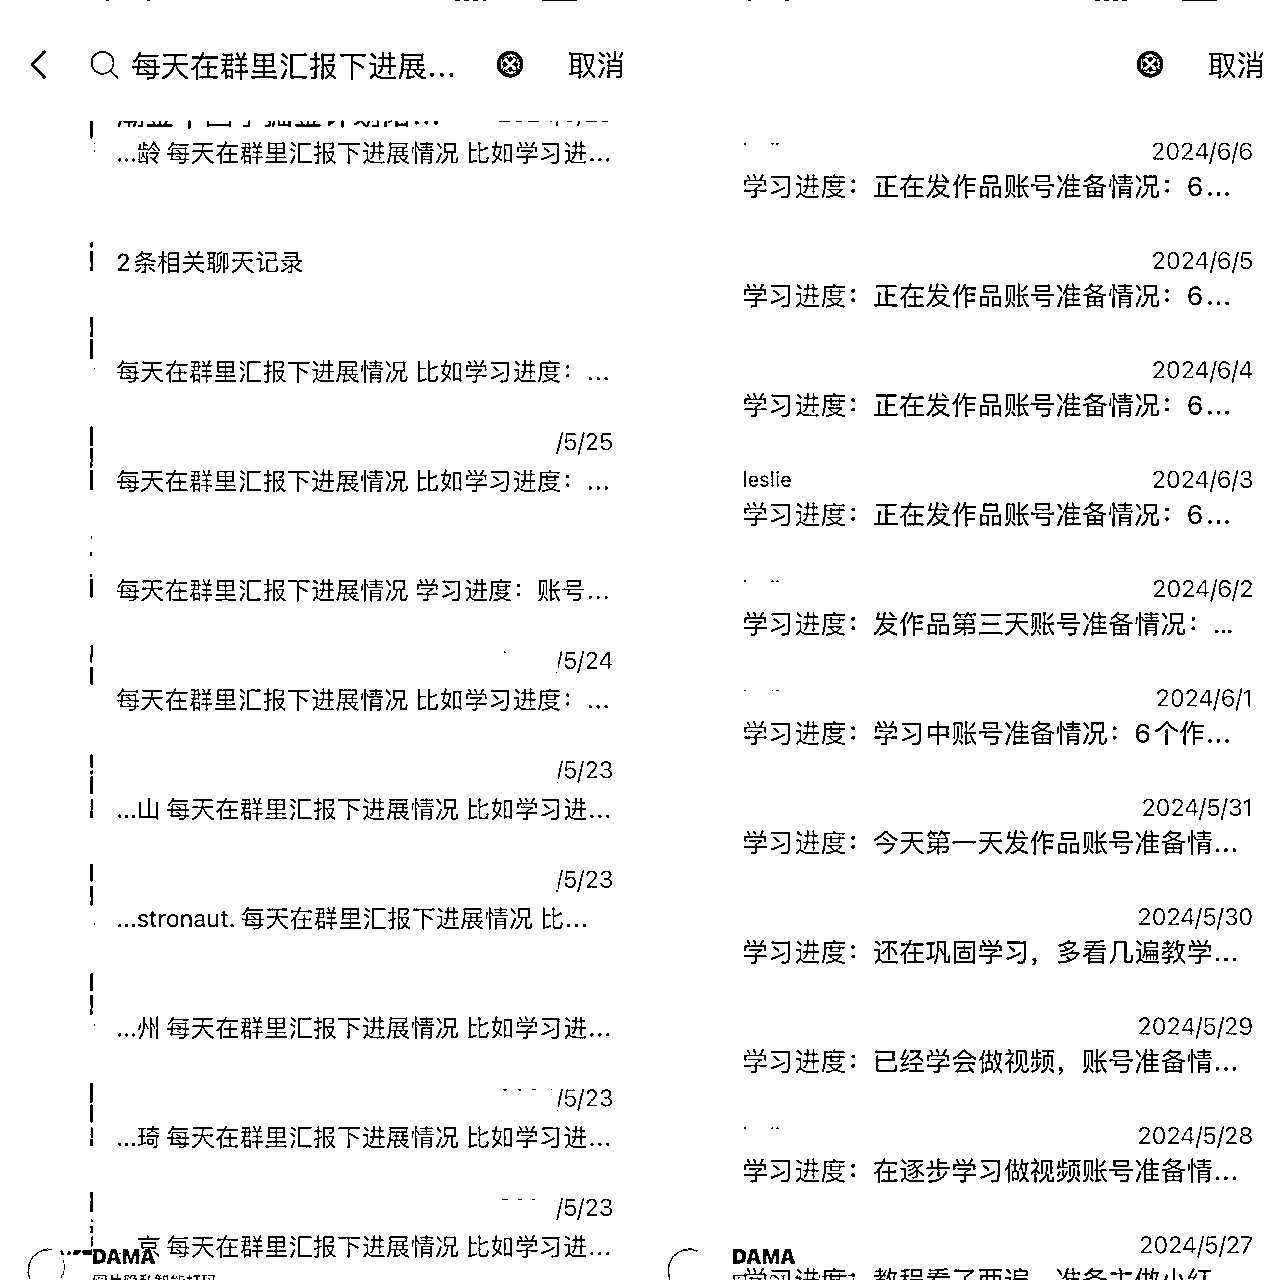 每天在群里汇报下进展... 取消
...龄 每天在群里汇报下进展情况 比如学习进...
2条相关聊天记录
每天在群里汇报下进展情况 比如学习进度：...
/5/25
每天在群里汇报下进展情况 比如学习进度：...
每天在群里汇报下进展情况 学习进度：账号...
/5/24
每天在群里汇报下进展情况 比如学习进度：...
/5/23
...山 每天在群里汇报下进展情况 比如学习进...
/5/23
...stronaut. 每天在群里汇报下进展情况 比...
...州 每天在群里汇报下进展情况 比如学习进...
/5/23
...琦 每天在群里汇报下进展情况 比如学习进...
/5/23
每天在群里汇报下进展情况 比如学习进...
DAMA
取消
2024/6/6
学习进度：正在发作品账号准备情况：6...
2024/6/5
学习进度：正在发作品账号准备情况：6...
2024/6/4
学习进度：正在发作品账号准备情况：6...
leslie 2024/6/3
学习进度：正在发作品账号准备情况：6...
2024/6/2
学习进度：发作品第三天账号准备情况：...
2024/6/1
学习进度：学习中账号准备情况：6个作...
2024/5/31
学习进度：今天第一天发作品账号准备情...
2024/5/30
学习进度：还在巩固学习，多看几遍教学...
2024/5/29
学习进度：已经学会做视频，账号准备情...
2024/5/28
学习进度：在逐步学习做视频账号准备情...
2024/5/27
DAMA
学习进度：教程看了两遍，准备主做小红